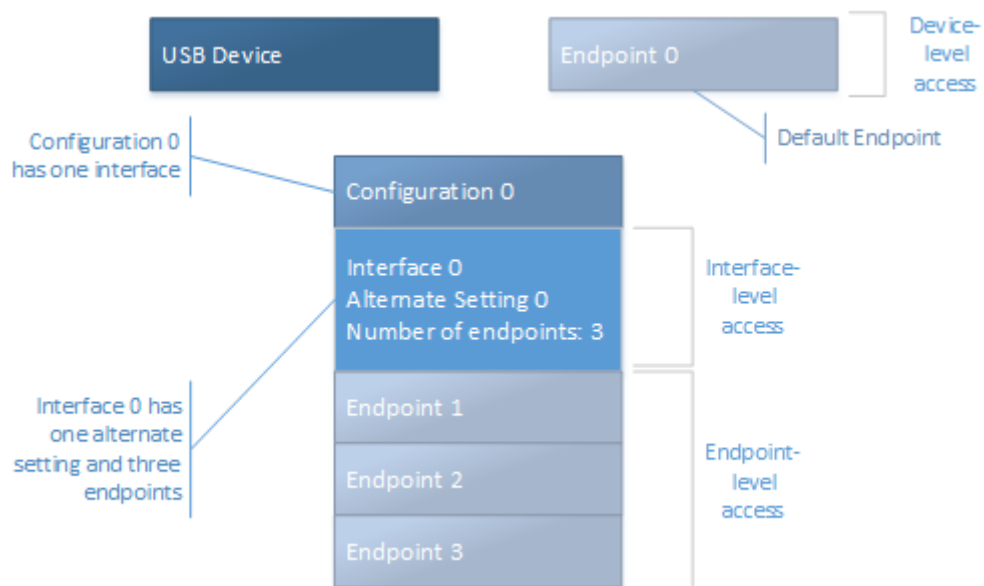 USB Device
Endpoint 0
Device-
level
access
Default Endpoint
Configuration 0
has one interface
Configuration 0
Interface 0
Alternate Setting 0
Number of endpoints: 3
Interface-
level
access
Interface 0 has
one alternate
setting and three
endpoints
Endpoint 1
Endpoint 2
Endpoint 3
Endpoint-
level
access